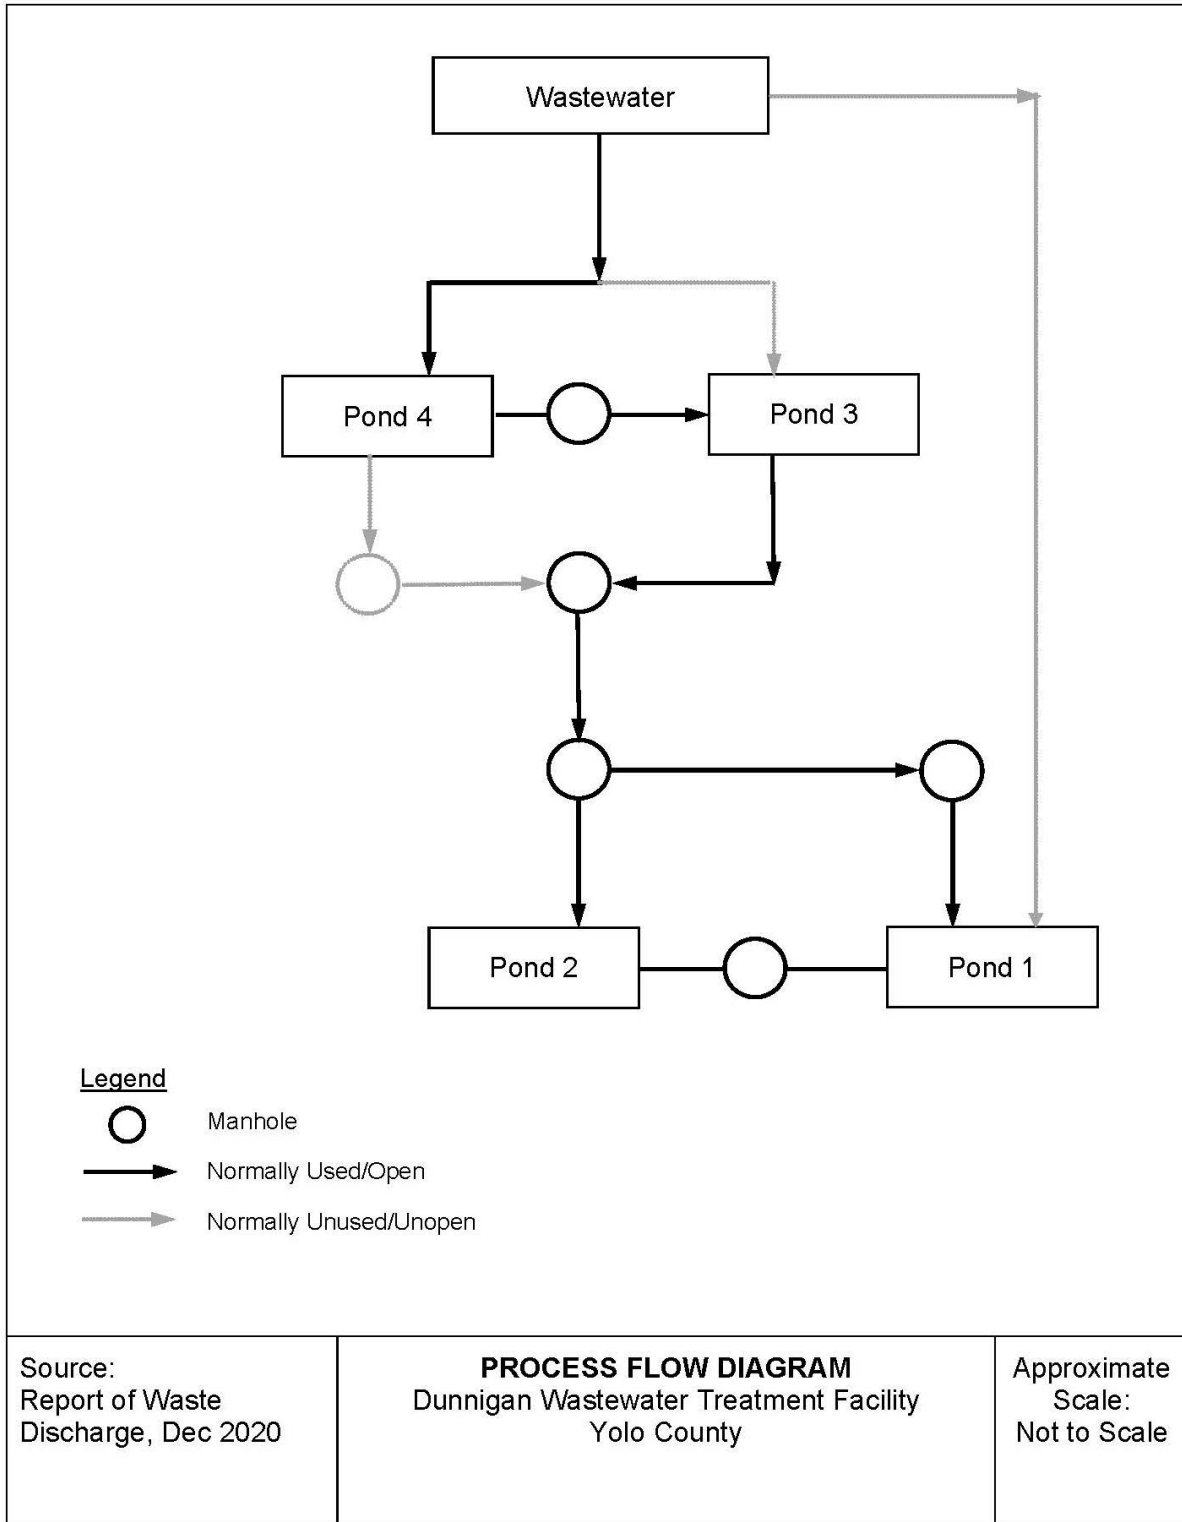 Wastewater
Pond 4
Pond 3
Pond 2
Pond 1
Legend
Manhole
Normally Used/Open
Normally Unused/Unopen
Source:
Report of Waste
Discharge, Dec 2020
PROCESS FLOW DIAGRAM
Dunnigan Wastewater Treatment Facility
Yolo County
Approximate
Scale:
Not to Scale